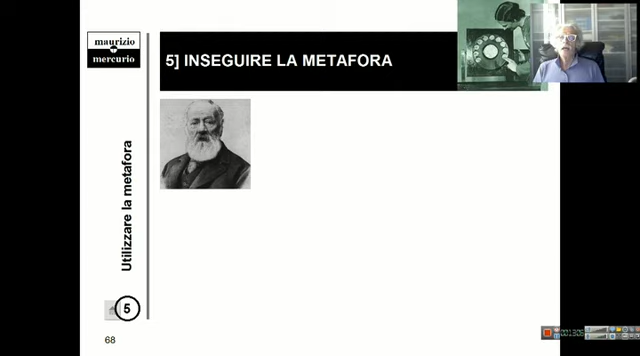 maurizio
mercurio
5] INSEGUIRE LA METAFORA
Utilizzare la metafora
5
68